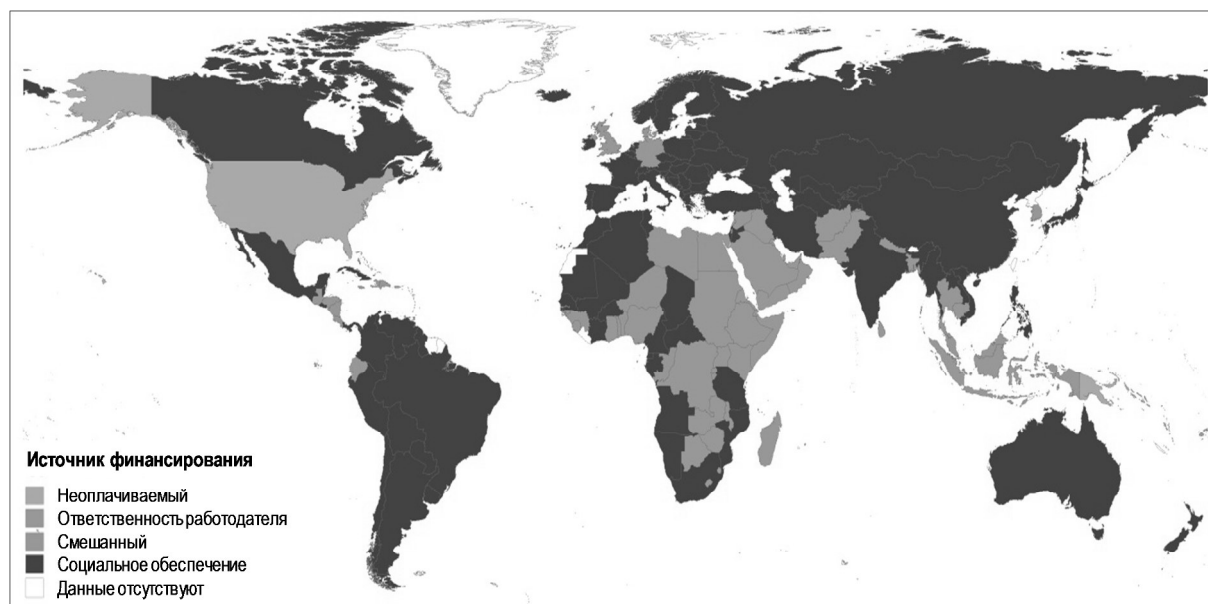 Источник финансирования
Неоплачиваемый
Ответственность работодателя
Смешанный
Социальное обеспечение
Данные отсутствуют